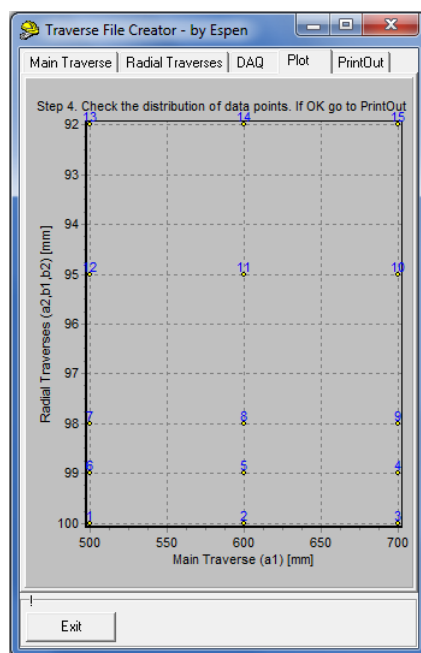 Traverse File Creator - by Espen
Main Traverse Radial Traverses DAQ Plot PrintOut
Step 4. Check the distribution of data points. If OK go to PrintOut
13 14 15
92
93
94
12 11 10
95
96
97
7 8 9
98
6 5 4
99
1 2 3
100
500 550 600 650 700
Radial Traverses (a2,b1,b2) [mm]
Main Traverse (a1) [mm]
!
Exit